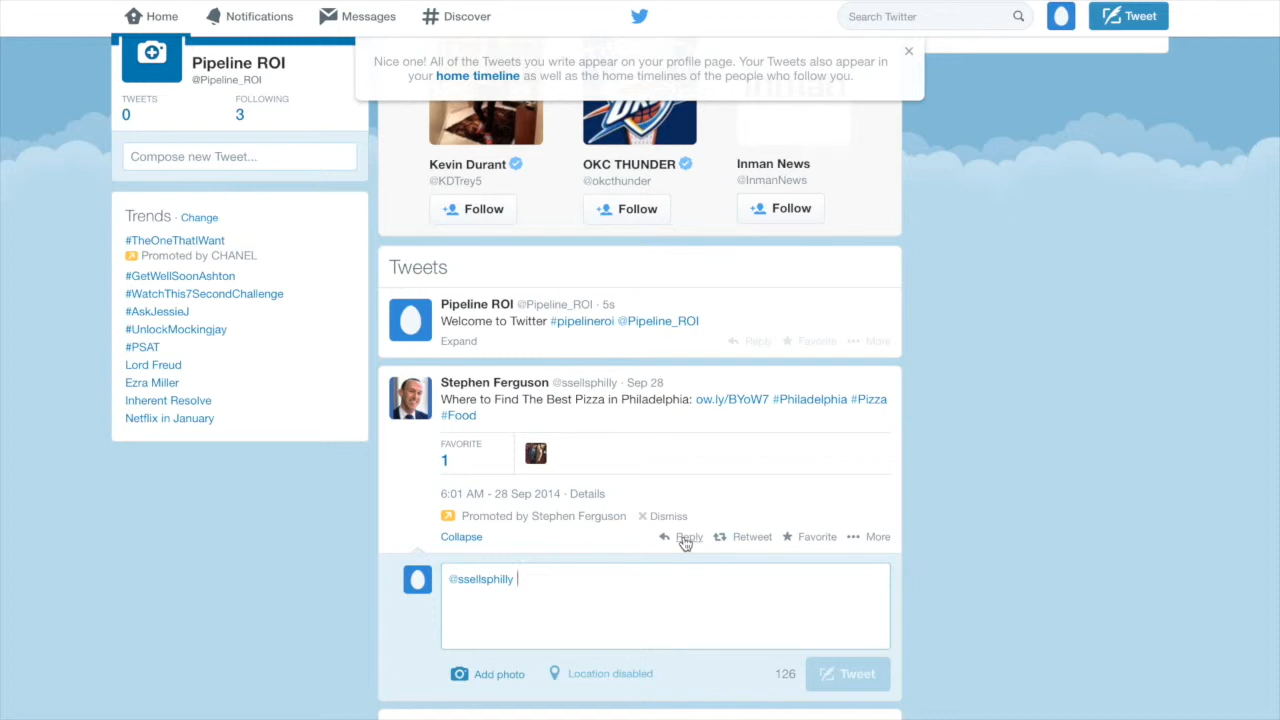 Home
Notifications
Messages
Discover
Search Twitter
Tweet
Pipeline ROI
@Pipeline_ROI
TWEETS
0
FOLLOWING
3
Compose new Tweet...
Trends · Change
#TheOneThatIWant
Promoted by CHANEL
#GetWellSoonAshton
#WatchThis7SecondChallenge
#AskJessieJ
#UnlockMockingjay
#PSAT
Lord Freud
Ezra Miller
Inherent Resolve
Netflix in January
Nice one! All of the Tweets you write appear on your profile page. Your Tweets also appear in
your home timeline as well as the home timelines of the people who follow you.
Kevin Durant
@KDTrey5
Follow
OKC THUNDER
@okcthunder
Follow
Inman News
@InmanNews
Follow
Tweets
Pipeline ROI @Pipeline_ROI · 5s
Welcome to Twitter #pipelineroi @Pipeline_ROI
Expand
Reply
Favorite
More
Stephen Ferguson @ssellsphilly · Sep 28
Where to Find The Best Pizza in Philadelphia: ow.ly/BYoW7 #Philadelphia #Pizza
#Food
FAVORITE
1
6:01 AM - 28 Sep 2014 · Details
Promoted by Stephen Ferguson
Dismiss
Collapse
Reply
Retweet
Favorite
More
@ssellsphilly
Add photo
Location disabled
126
Tweet